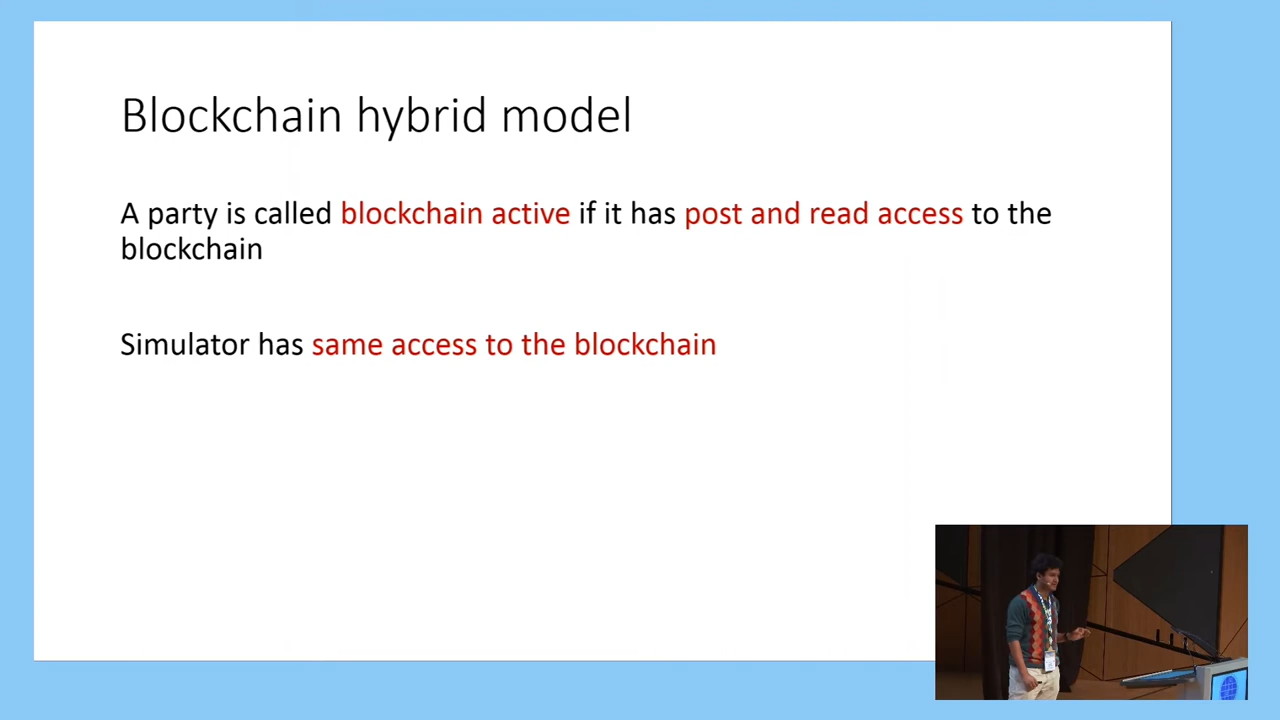 Blockchain hybrid model
A party is called blockchain active if it has post and read access to the
blockchain
Simulator has same access to the blockchain